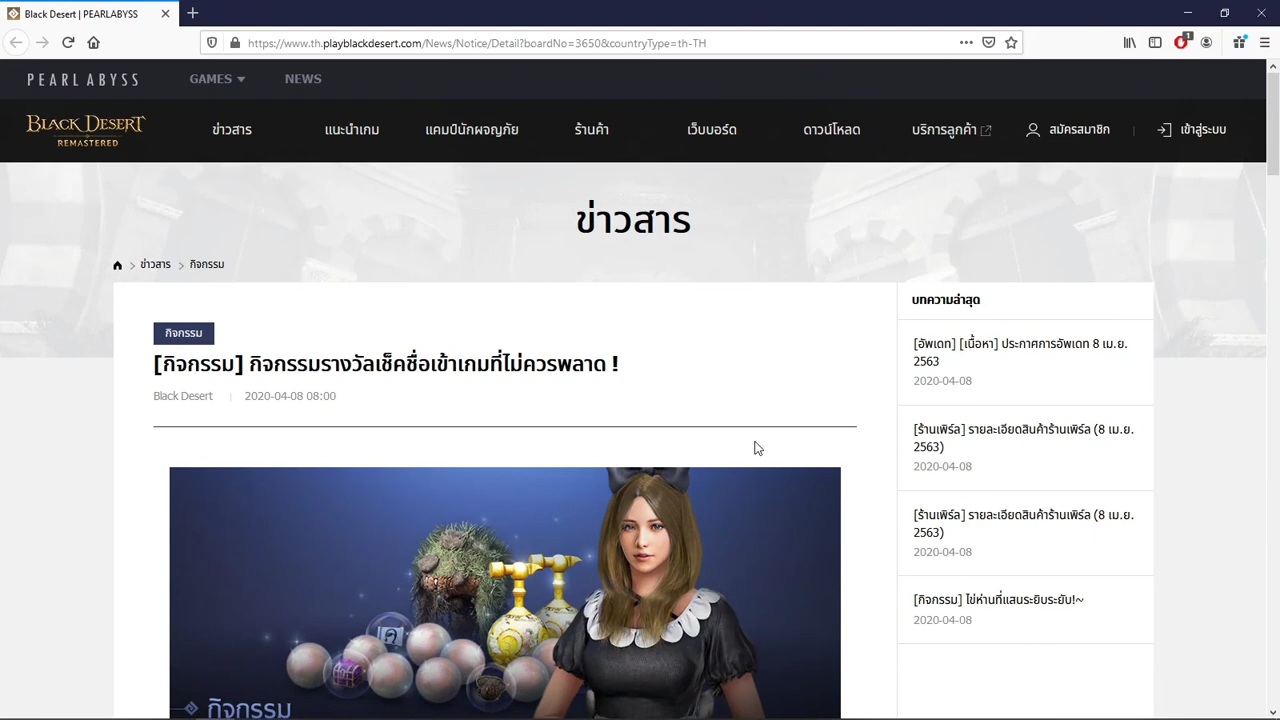 Black Desert | PEARLABYSS
https://www.th.playblackdesert.com/News/Notice/Detail?boardNo=3650&countryType=th-TH
1
PEARL ABYSS
GAMES
NEWS
BLACK DESERT
REMASTERED
ข่าวสาร
แนะนำเกม
แคมป์นักผจญภัย
ร้านค้า
เว็บบอร์ด
ดาวน์โหลด
บริการลูกค้า
สมัครสมาชิก
เข้าสู่ระบบ
ข่าวสาร
ข่าวสาร > กิจกรรม
กิจกรรม
[กิจกรรม] กิจกรรมรางวัลเช็คชื่อเข้าเกมที่ไม่ควรพลาด !
Black Desert | 2020-04-08 08:00
กิจกรรม
บทความล่าสุด
[อัพเดท] [เนื้อหา] ประกาศการอัพเดท 8 เม.ย.
2563
2020-04-08
[ร้านเพิร์ล] รายละเอียดสินค้าร้านเพิร์ล (8 เม.ย.
2563)
2020-04-08
[ร้านเพิร์ล] รายละเอียดสินค้าร้านเพิร์ล (8 เม.ย.
2563)
2020-04-08
[กิจกรรม] ไข่ห่านที่แสนระยิบระยับ!~
2020-04-08